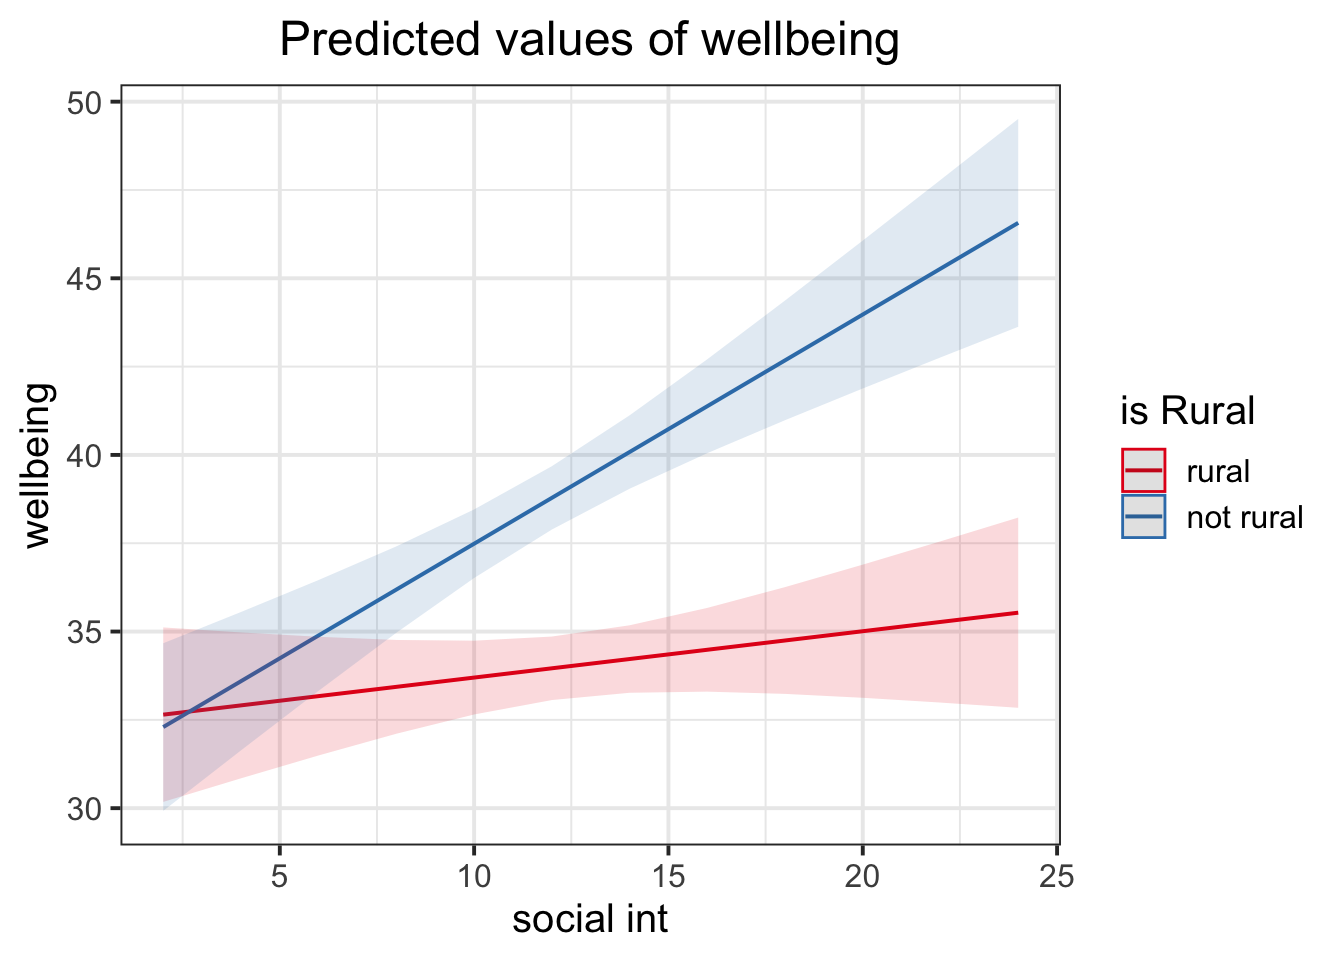 Predicted values of wellbeing
50
45
40
35
30
wellbeing
5 10 15 20 25
social int
is Rural
rural
not rural